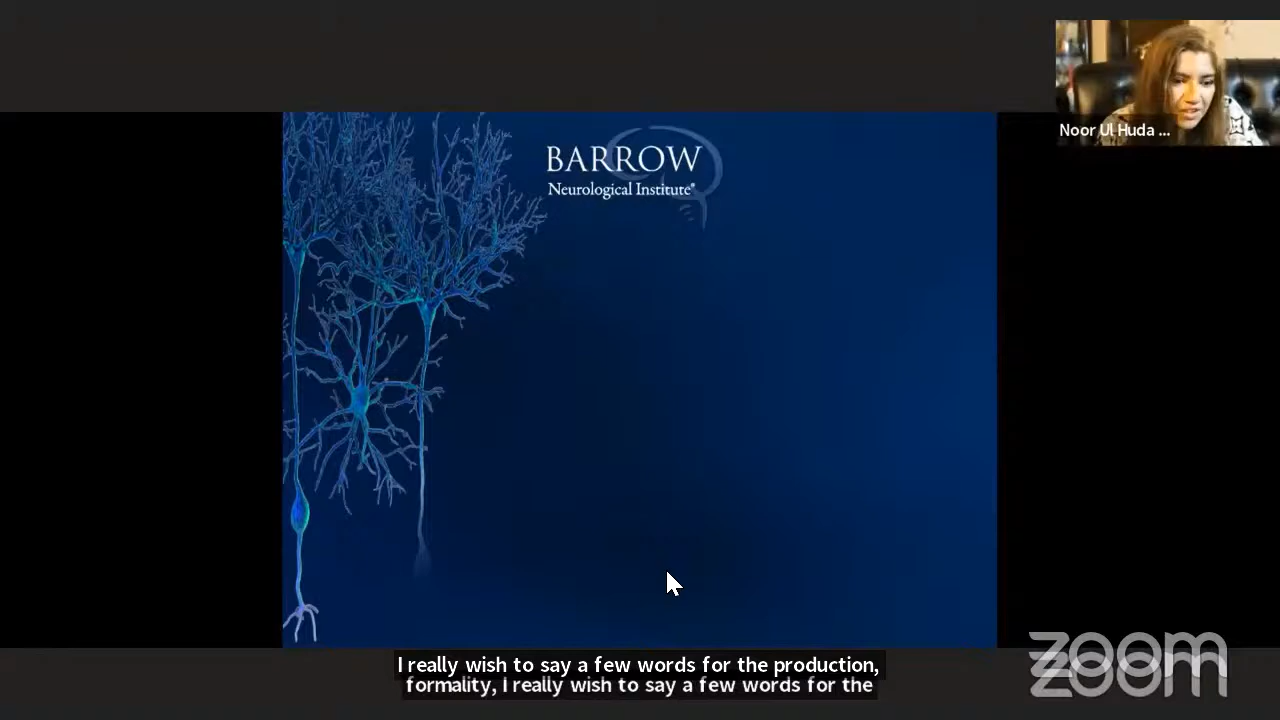 Noor Ul Huda ...
BARROW
Neurological Institute®
I really wish to say a few words for the production,
formality, I really wish to say a few words for the
zoom
zoom